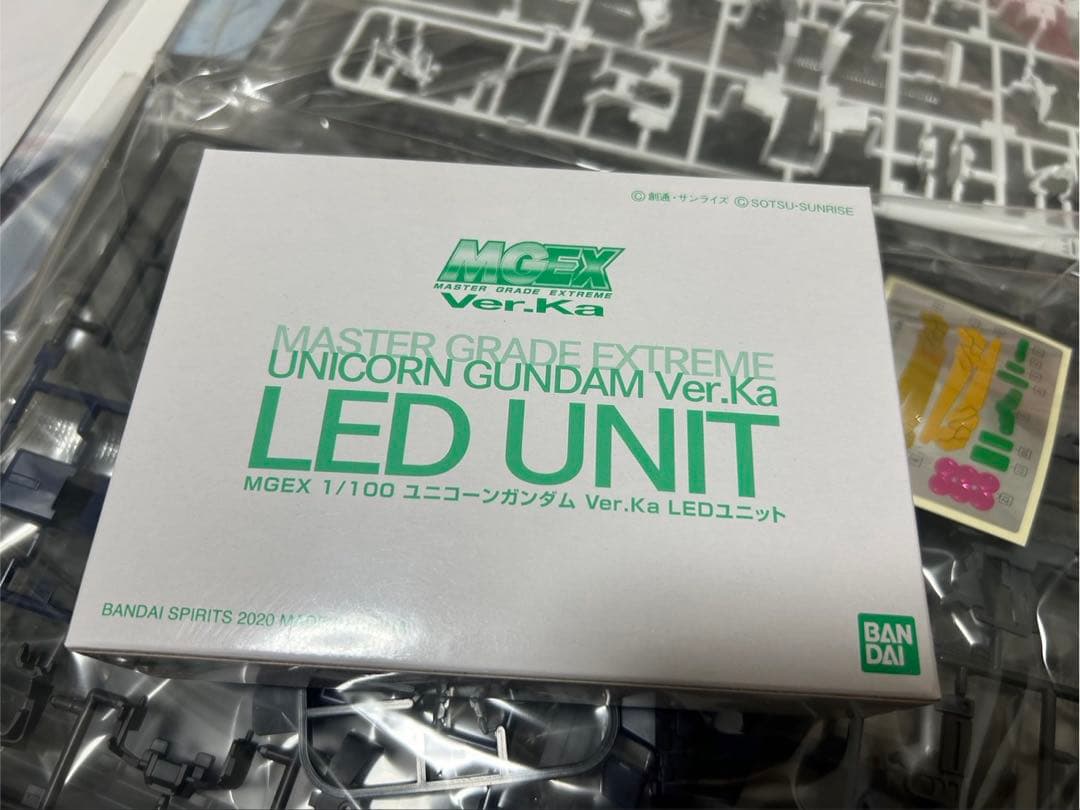 ©創通・サンライズ ©SOTSU・SUNRISE
MGEX
MASTER GRADE EXTREME
Ver.Ka
MASTER GRADE EXTREME
UNICORN GUNDAM Ver.Ka
LED UNIT
MGEX 1/100 ユニコーンガンダム Ver.Ka LEDユニット
BANDAI SPIRITS 2020
BAN
DAI